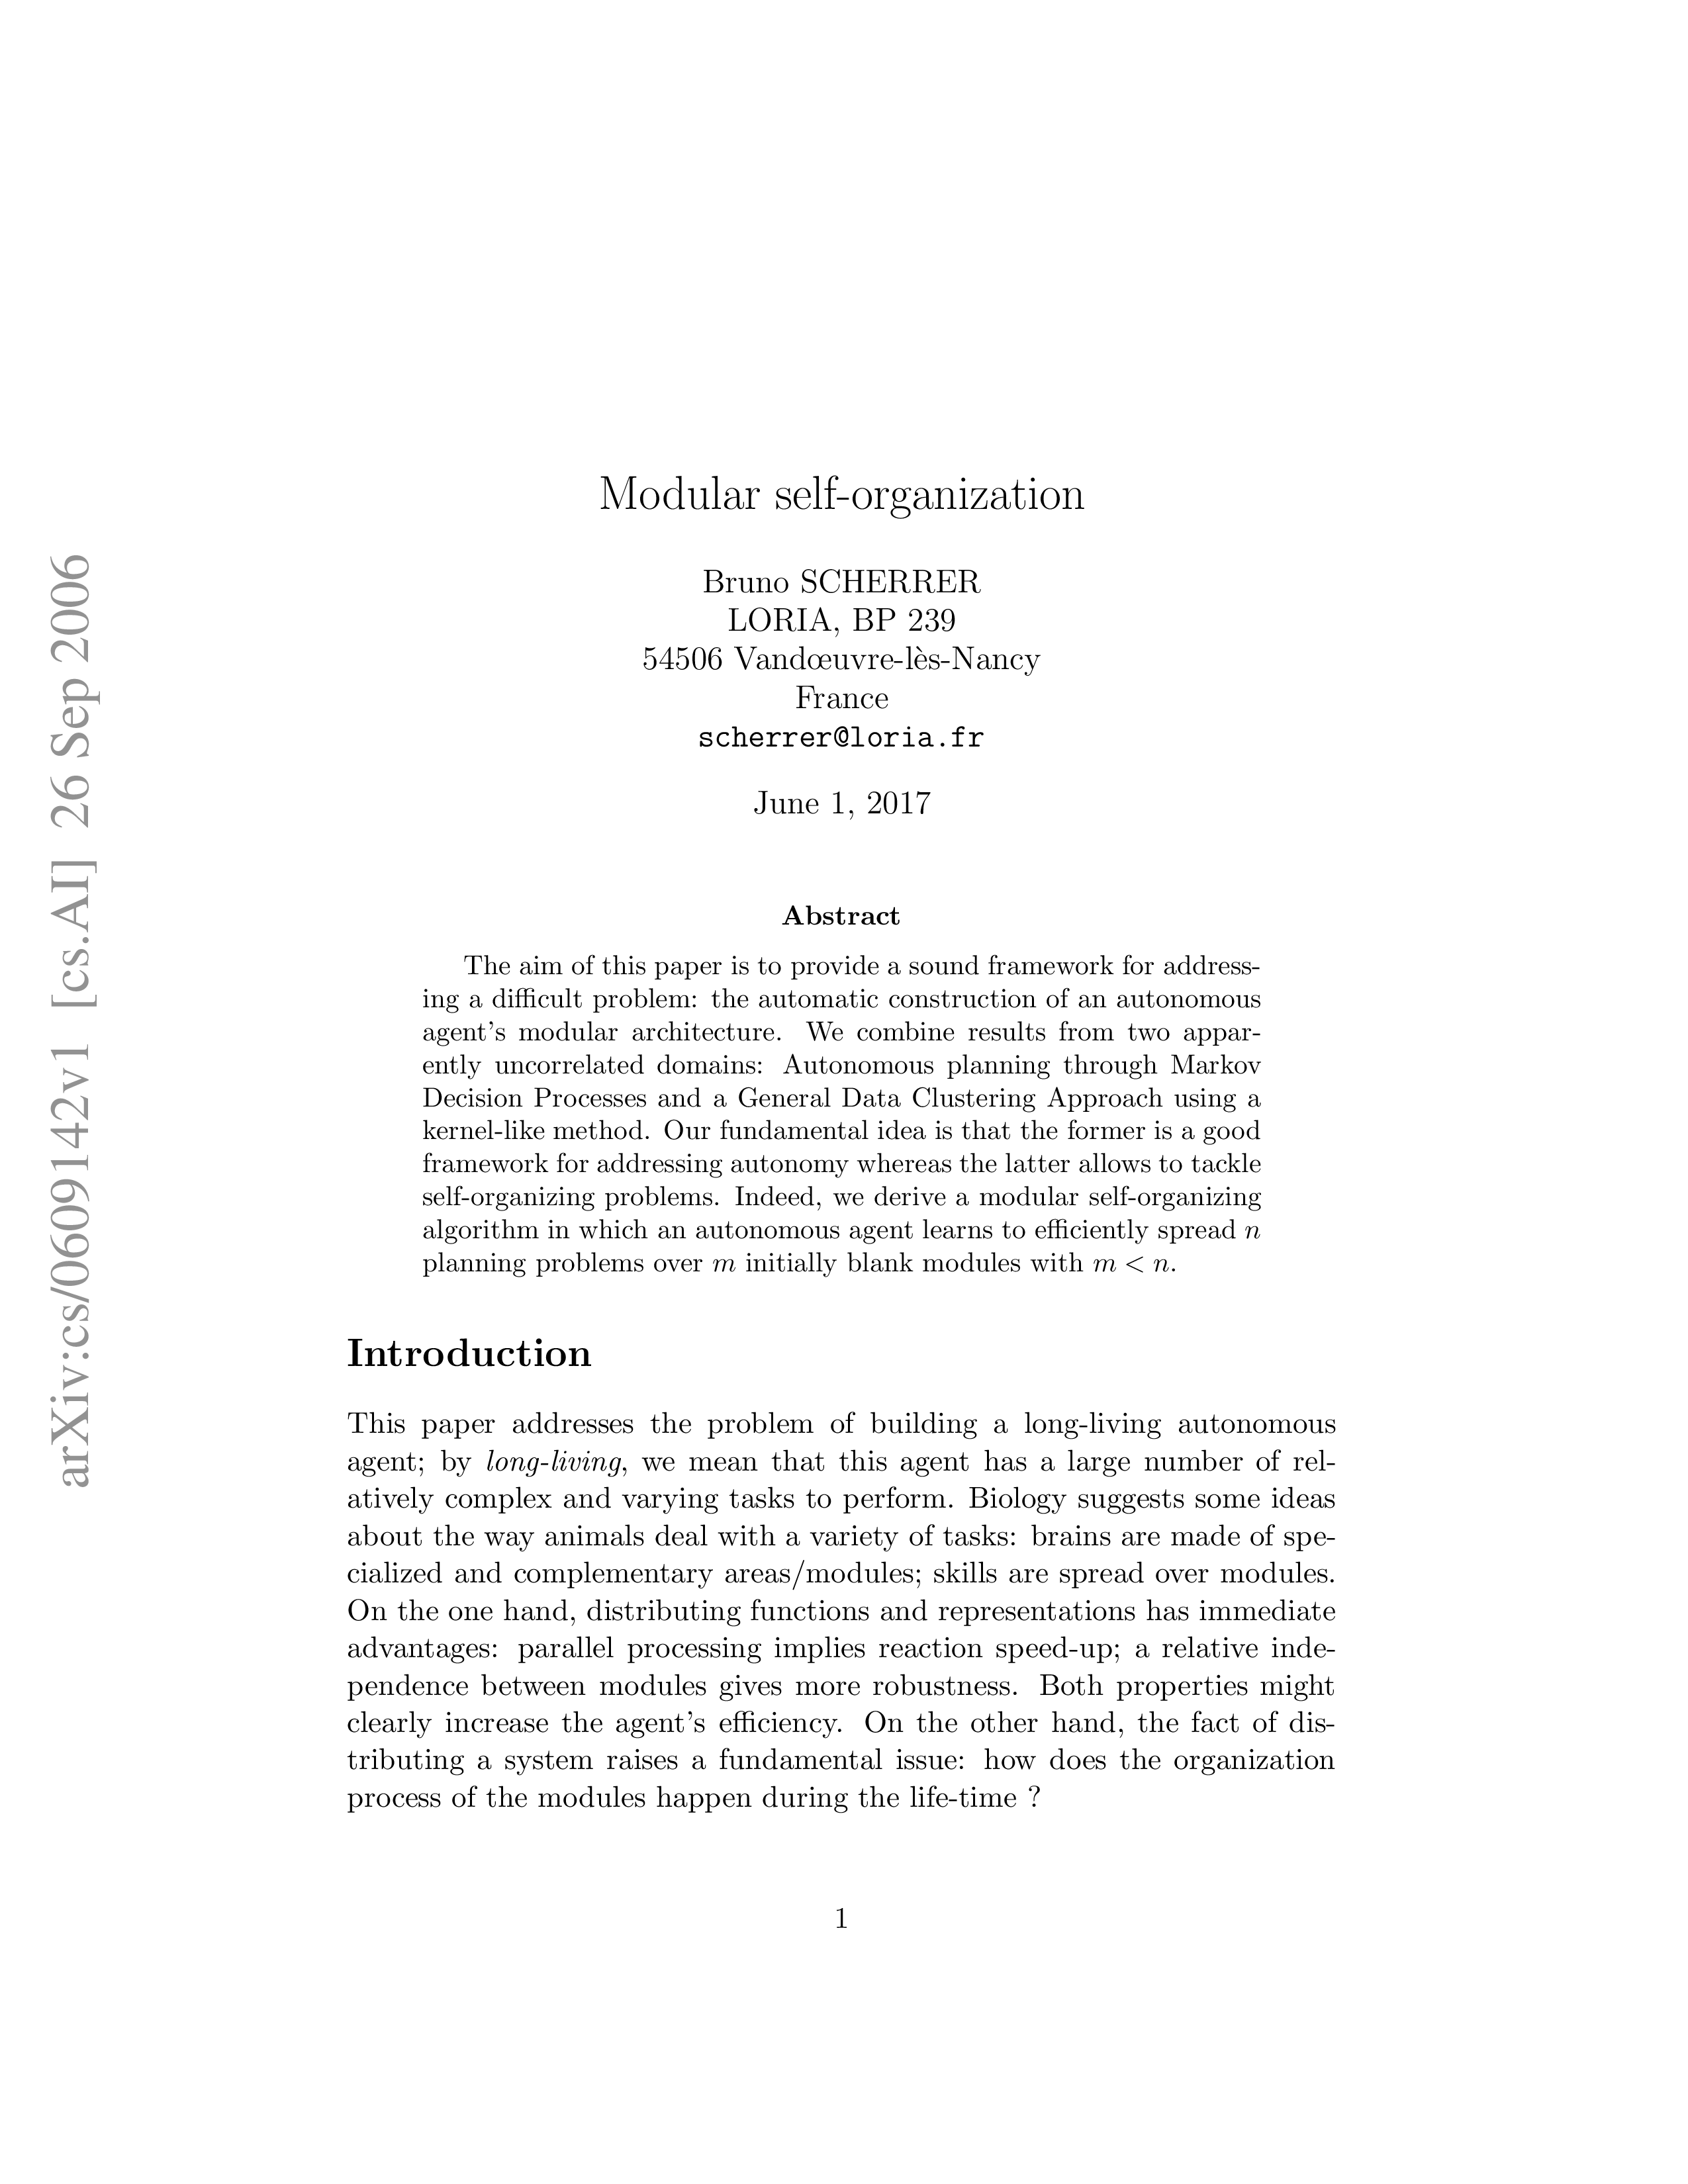 arXiv:cs/0609142v1 [cs.AI] 26 Sep 2006
Modular self-organization
Bruno SCHERRER
LORIA, BP 239
54506 Vandœuvre-lès-Nancy
France
scherrer@loria.fr
June 1, 2017
Abstract
The aim of this paper is to provide a sound framework for address-
ing a difficult problem: the automatic construction of an autonomous
agent's modular architecture. We combine results from two appar-
ently uncorrelated domains: Autonomous planning through Markov
Decision Processes and a General Data Clustering Approach using a
kernel-like method. Our fundamental idea is that the former is a good
framework for addressing autonomy whereas the latter allows to tackle
self-organizing problems. Indeed, we derive a modular self-organizing
algorithm in which an autonomous agent learns to efficiently spread n
planning problems over m initially blank modules with m < n.
Introduction
This paper addresses the problem of building a long-living autonomous
agent; by long-living, we mean that this agent has a large number of rel-
atively complex and varying tasks to perform. Biology suggests some ideas
about the way animals deal with a variety of tasks: brains are made of spe-
cialized and complementary areas/modules; skills are spread over modules.
On the one hand, distributing functions and representations has immediate
advantages: parallel processing implies reaction speed-up; a relative inde-
pendence between modules gives more robustness. Both properties might
clearly increase the agent's efficiency. On the other hand, the fact of dis-
tributing a system raises a fundamental issue: how does the organization
process of the modules happen during the life-time ?
1